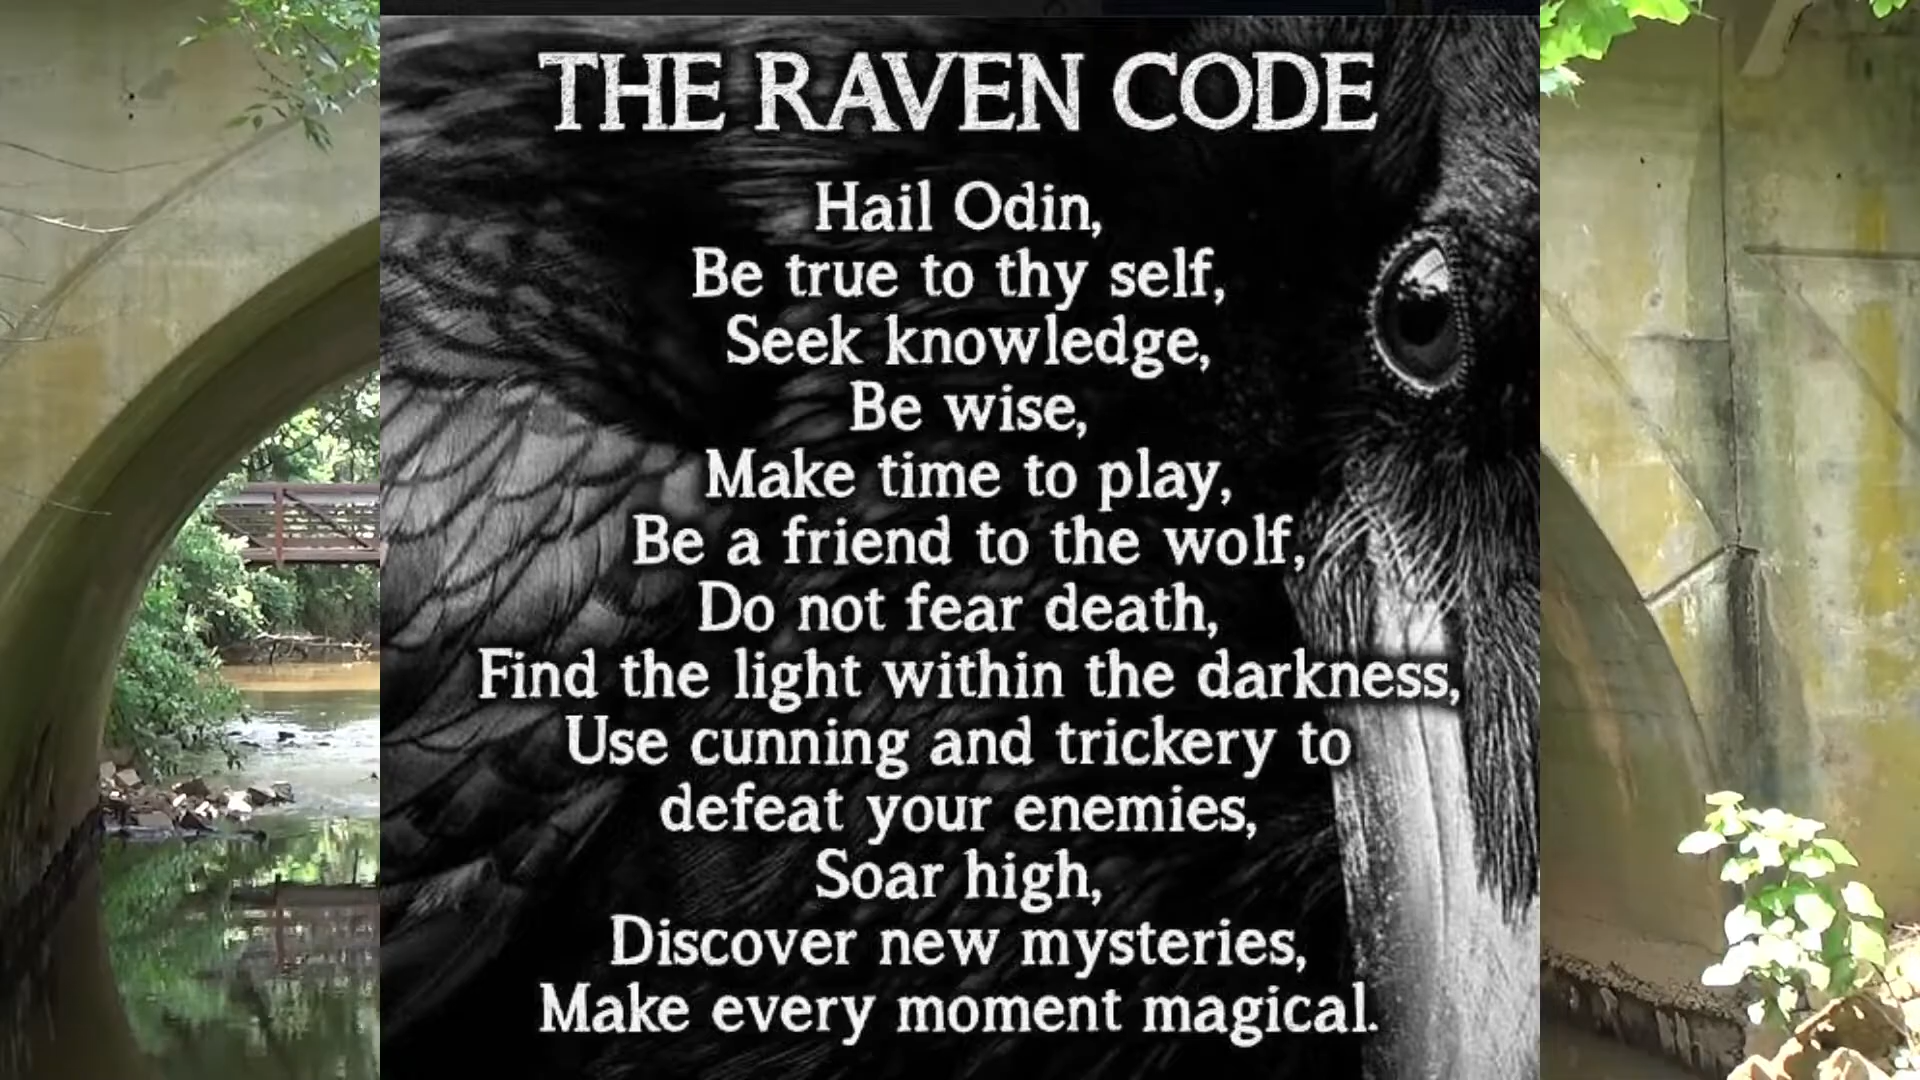 THE RAVEN CODE
Hail Odin,
Be true to thy self,
Seek knowledge,
Be wise,
Make time to play,
Be a friend to the wolf,
Do not fear death,
Find the light within the darkness,
Use cunning and trickery to
defeat your enemies,
Soar high,
Discover new mysteries,
Make every moment magical.